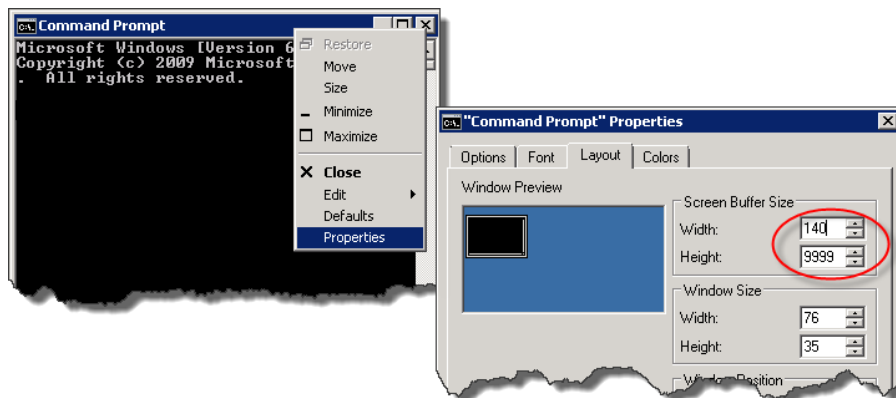 Command Prompt
Microsoft Windows [Version 6
Copyright (c) 2009 Microsoft
. All rights reserved.
Restore
Move
Size
Minimize
Maximize
Close
Edit
Defaults
Properties
"Command Prompt" Properties
Options Font Layout Colors
Window Preview
Screen Buffer Size
Width: 140
Height: 9999
Window Size
Width: 76
Height: 35
Window Position